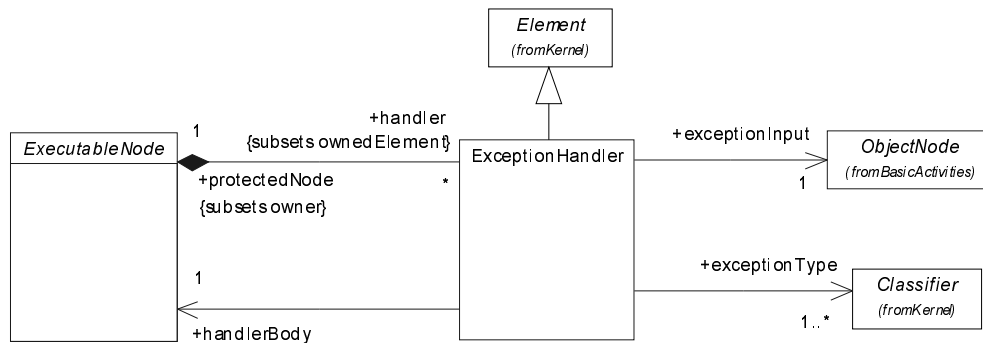 Element
(fromKernel)
1
+handler
{subsets ownedElement}
ExecutableNode
+protectedNode
{subsets owner}
*
ExceptionHandler
+exceptionInput
1
ObjectNode
(fromBasicActivities)
1
+handlerBody
+exceptionType
1..*
Classifier
(fromKernel)